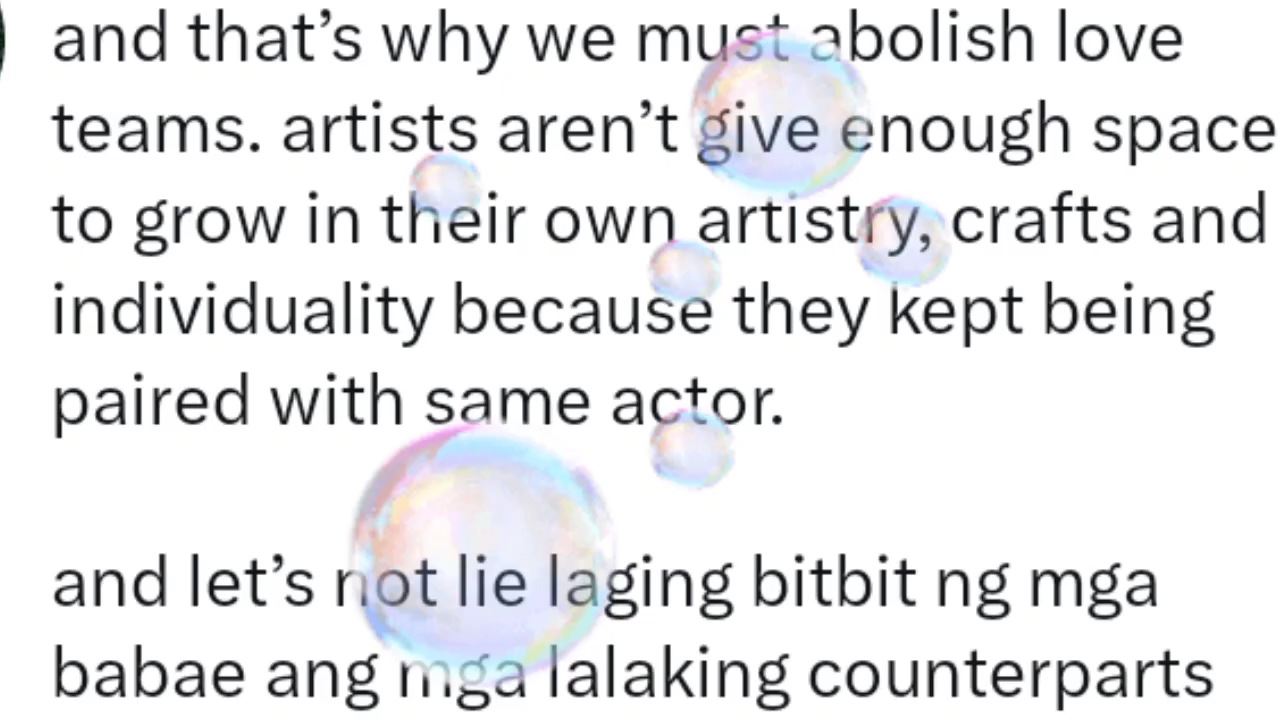 and that’s why we must abolish love
teams. artists aren’t give enough space
to grow in their own artistry, crafts and
individuality because they kept being
paired with same actor.
and let’s not lie laging bitbit ng mga
babae ang mga lalaking counterparts